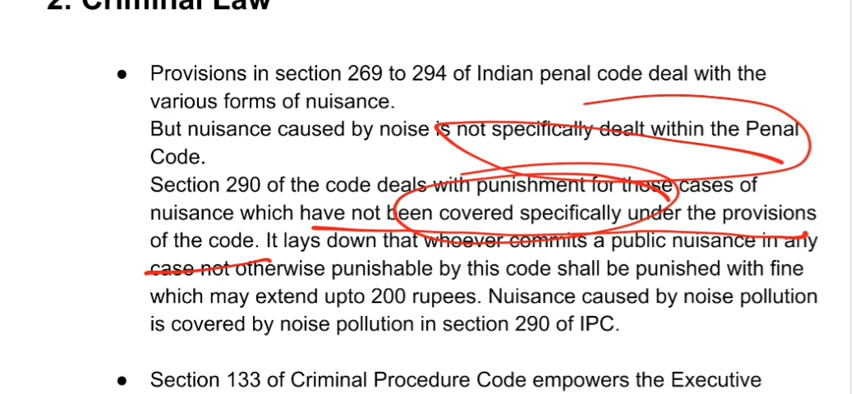 2. Criminal Law
● Provisions in section 269 to 294 of Indian penal code deal with the
various forms of nuisance.
But nuisance caused by noise is not specifically dealt within the Penal
Code.
Section 290 of the code deals with punishment for those cases of
nuisance which have not been covered specifically under the provisions
of the code. It lays down that whoever commits a public nuisance in any
case not otherwise punishable by this code shall be punished with fine
which may extend upto 200 rupees. Nuisance caused by noise pollution
is covered by noise pollution in section 290 of IPC.
● Section 133 of Criminal Procedure Code empowers the Executive